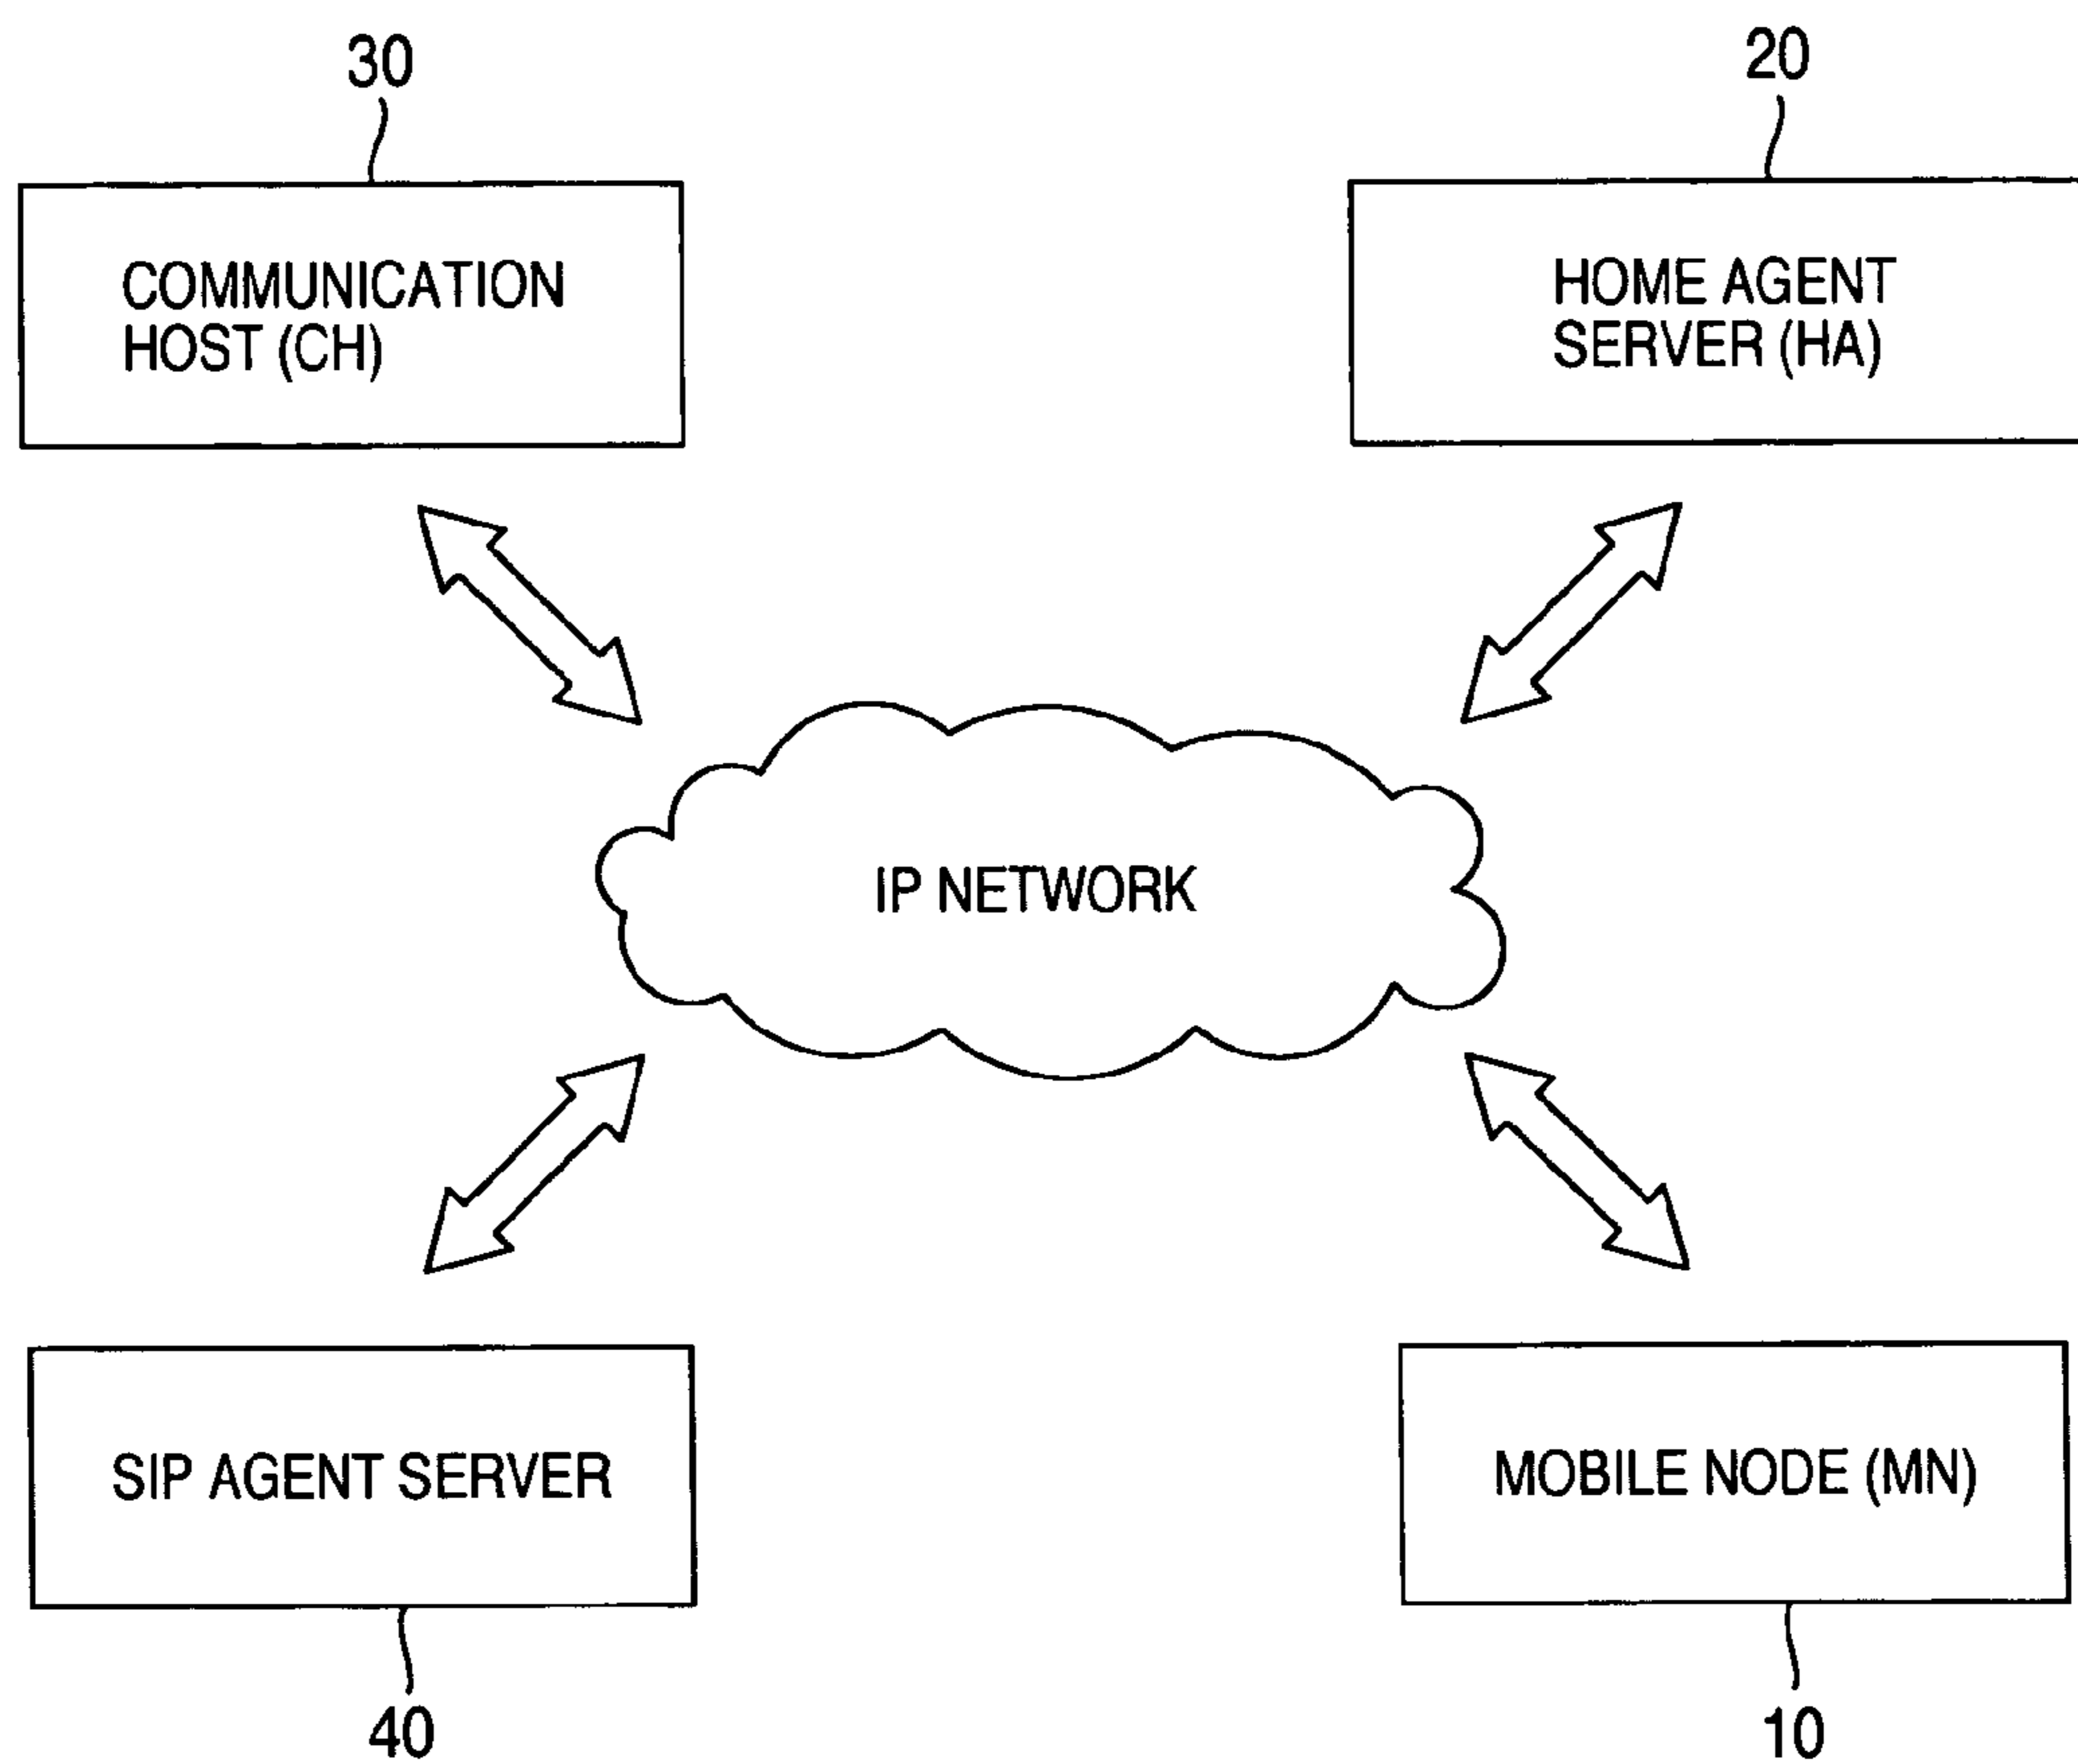 30
20
COMMUNICATION
HOST (CH)
HOME AGENT
SERVER (HA)
IP NETWORK
SIP AGENT SERVER
MOBILE NODE (MN)
40
10